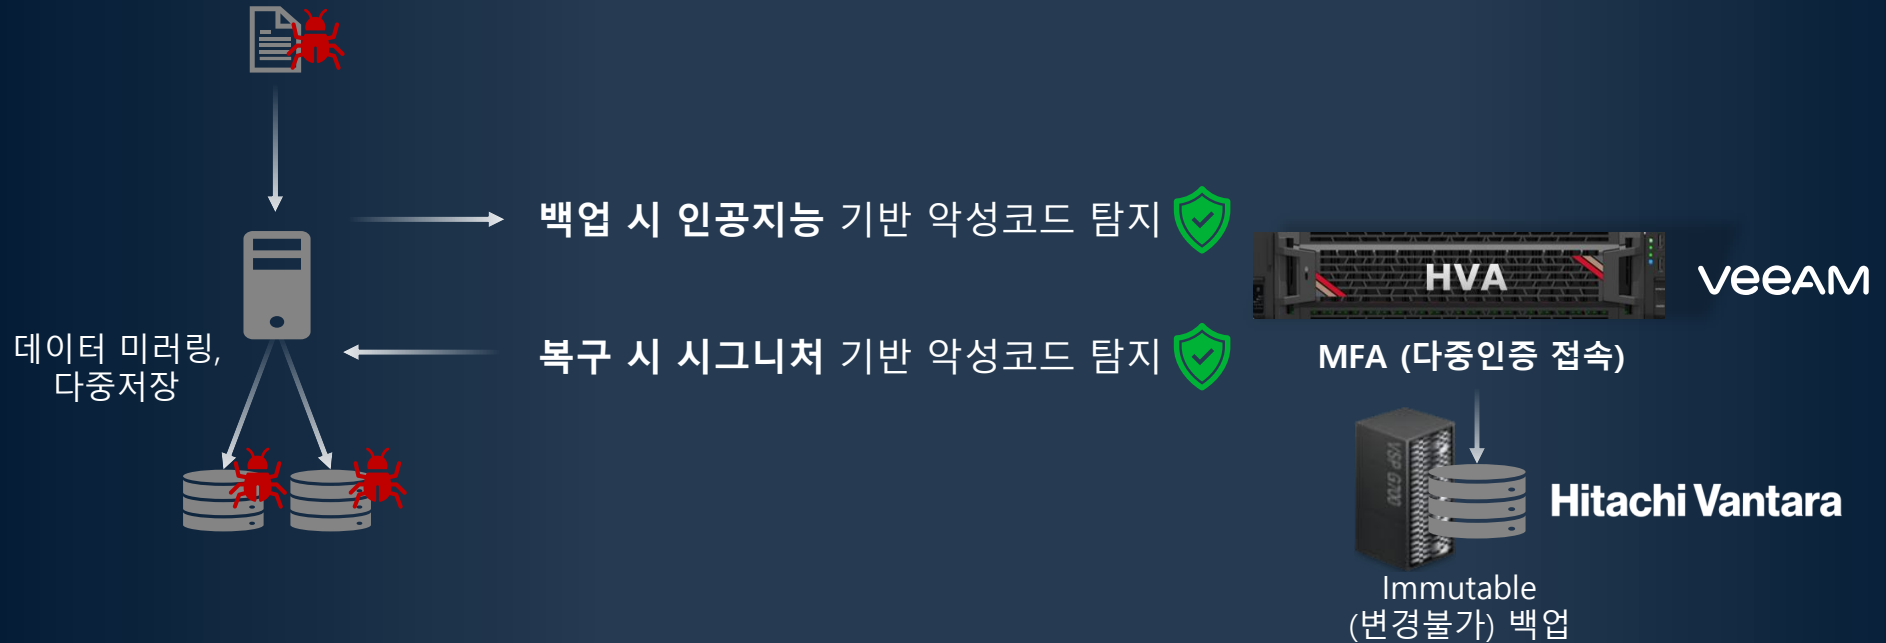 백업 시 인공지능 기반 악성코드 탐지
HVA
veeAM
데이터 미러링,
다중저장
복구 시 시그니처 기반 악성코드 탐지
MFA (다중인증 접속)
VSP G700
Hitachi Vantara
Immutable
(변경불가) 백업